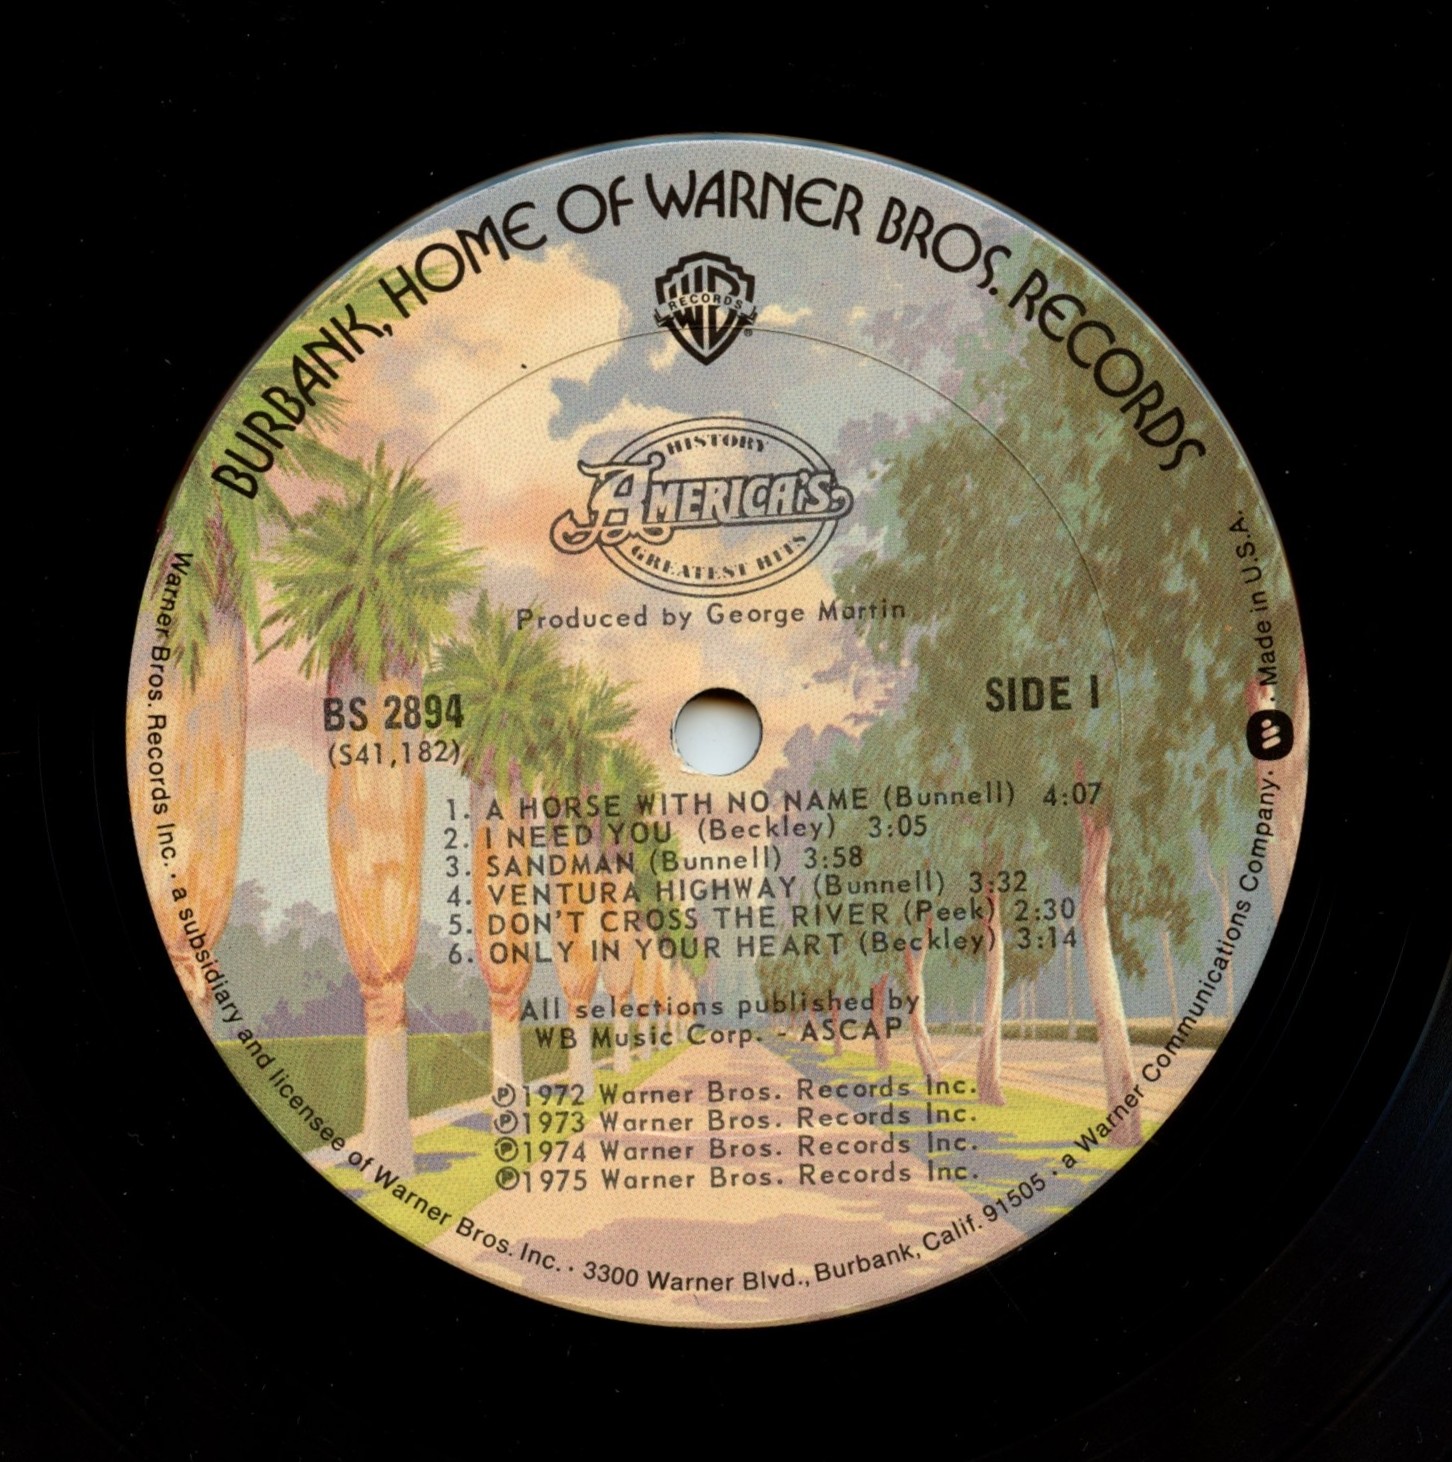 BURBANK, HOME OF WARNER BROS. RECORDS
WB
RECORDS
®
HISTORY
AMERICA'S
GREATEST HITS
Produced by George Martin
BS 2894
(S41,182)
SIDE 1
1. A HORSE WITH NO NAME (Bunnell) 4:07
2. I NEED YOU (Beckley) 3:05
3. SANDMAN (Bunnell) 3:58
4. VENTURA HIGHWAY (Bunnell) 3:32
5. DON'T CROSS THE RIVER (Peek) 2:30
6. ONLY IN YOUR HEART (Beckley) 3:14
All selections published by
WB Music Corp. - ASCAP
℗1972 Warner Bros. Records Inc.
℗1973 Warner Bros. Records Inc.
℗1974 Warner Bros. Records Inc.
℗1975 Warner Bros. Records Inc.
Warner Bros. Records Inc. · a subsidiary and licensee of Warner Bros. Inc. · 3300 Warner Blvd., Burbank, Calif. 91505 · a Warner Communications Company · Made in U.S.A.